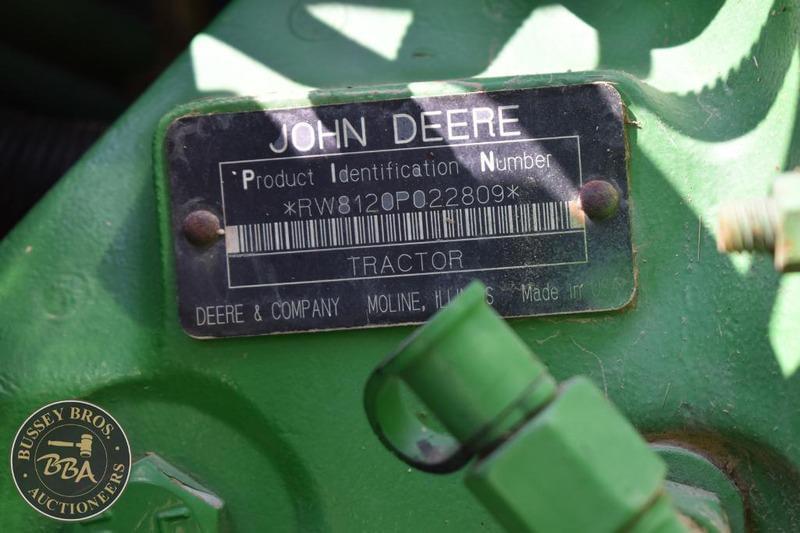 JOHN DEERE
Product Identification Number
*RW8120P022809*
TRACTOR
DEERE & COMPANY MOLINE, ILLINOIS Made in USA
BUSSEY BROS.
BBA
AUCTIONEERS